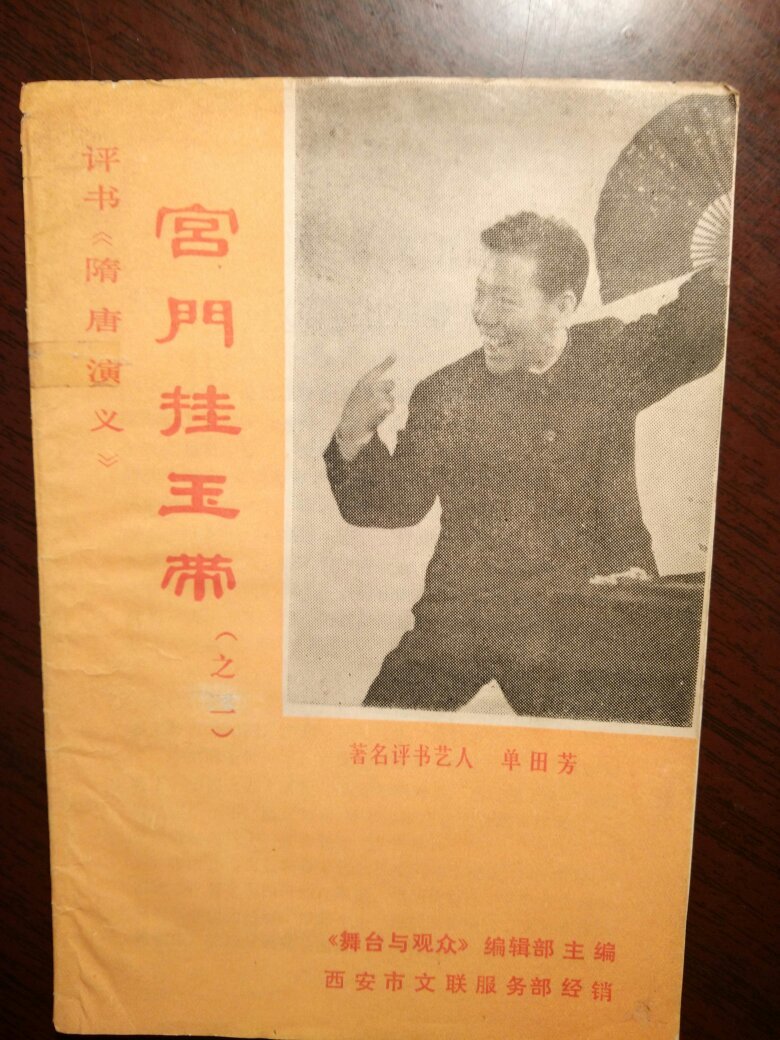 评书《隋唐演义》
宫門挂玉带
（之一）
著名评书艺人 单田芳
《舞台与观众》编辑部主编
西安市文联服务部经销